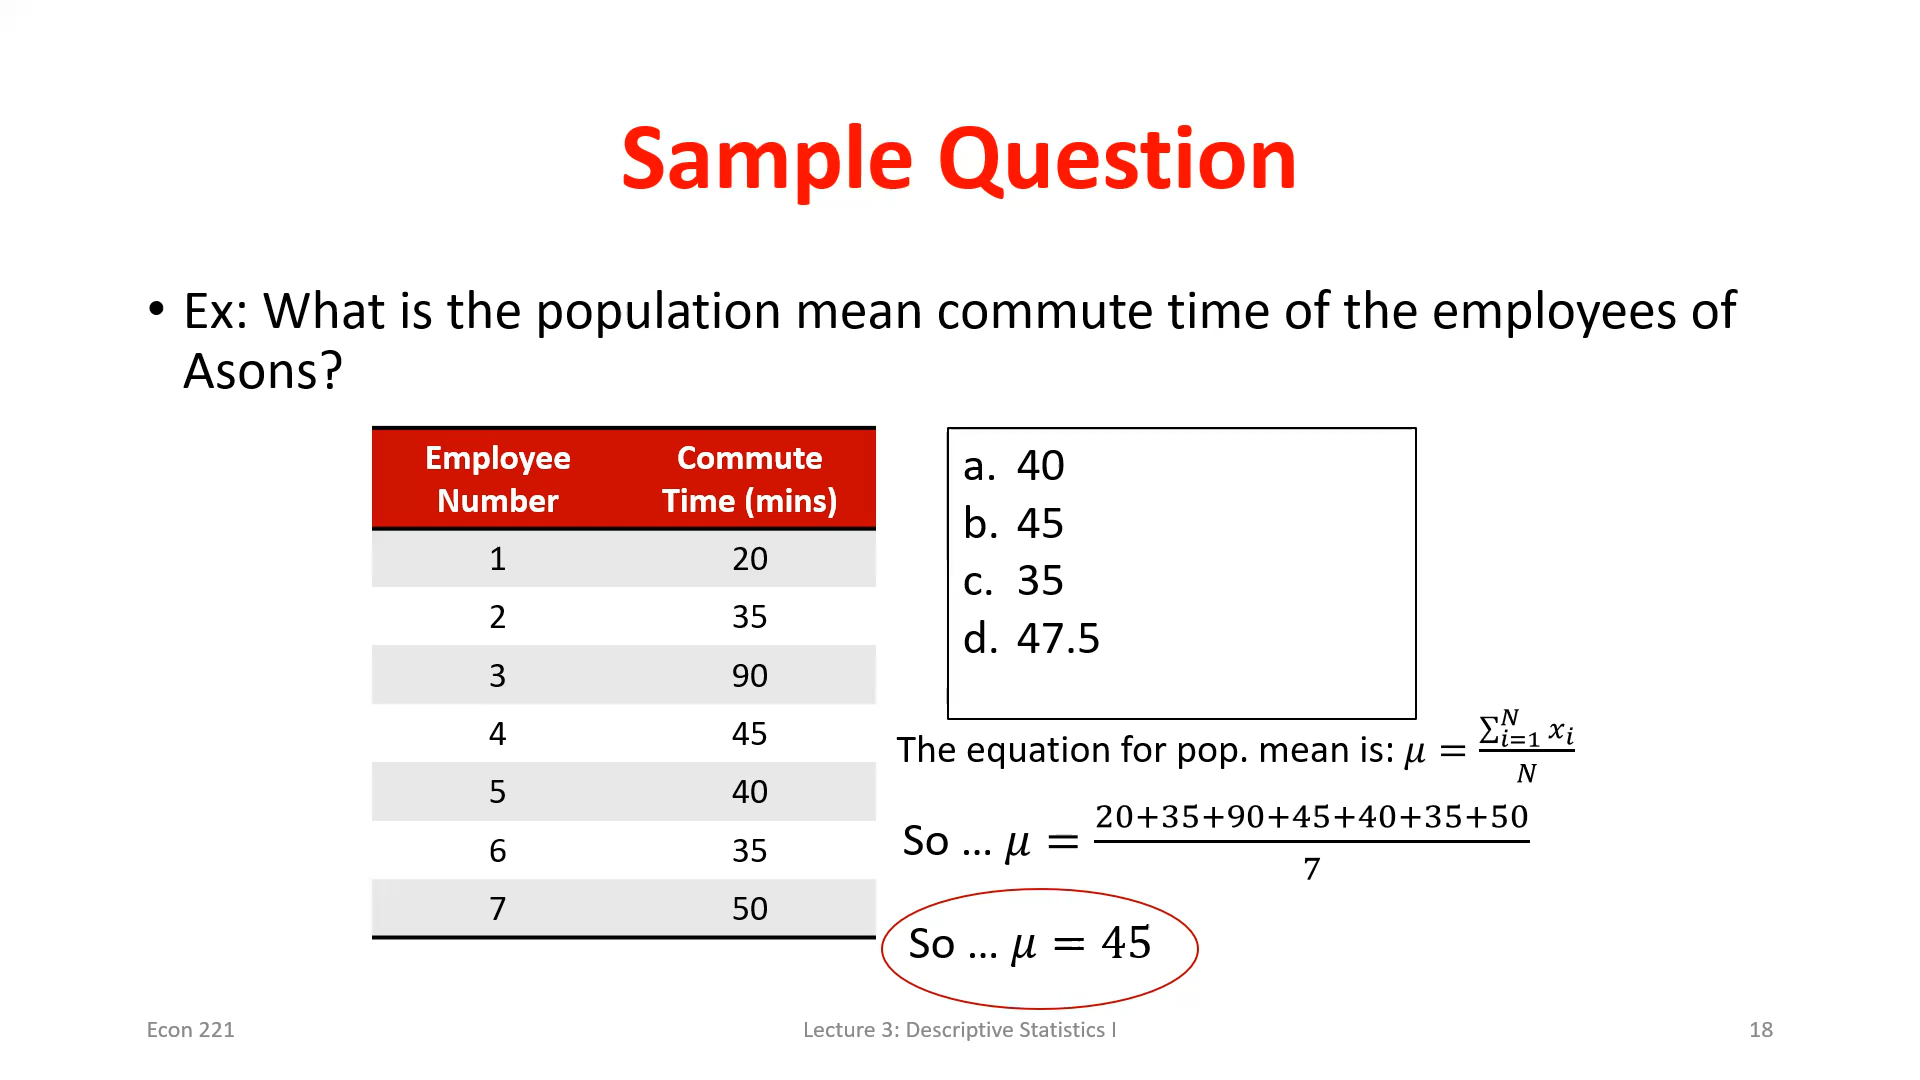 Sample Question
• Ex: What is the population mean commute time of the employees of
Asons?
Employee Number Commute Time (mins)
1 20
2 35
3 90
4 45
5 40
6 35
7 50
a. 40
b. 45
c. 35
d. 47.5
The equation for pop. mean is: μ = \frac{\sum_{i=1}^{N} x_i}{N}
So ... μ = \frac{20+35+90+45+40+35+50}{7}
So ... μ = 45
Econ 221 Lecture 3: Descriptive Statistics I 18